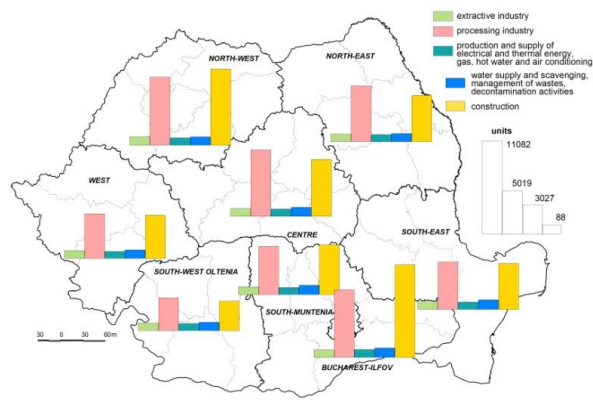 extractive industry
processing industry
production and supply of
electrical and thermal energy,
gas, hot water and air conditioning
water supply and scavenging,
management of wastes,
decontamination activities
construction
NORTH-WEST
NORTH-EAST
units
11082
5019
3027
88
WEST
CENTRE
SOUTH-EAST
SOUTH-WEST OLTENIA
SOUTH-MUNTENIA
BUCHAREST-ILFOV
30 0 30 60m